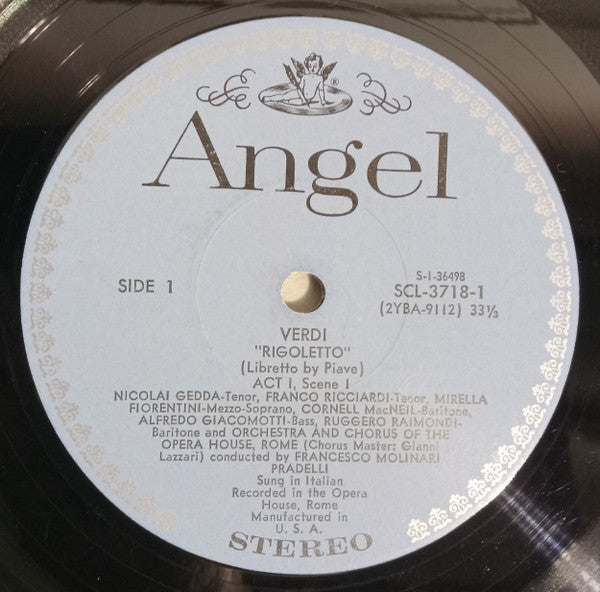 ®
Angel
SIDE 1
S-1-36498
SCL-3718-1
(2YBA-9112) 33⅓
VERDI
"RIGOLETTO"
(Libretto by Piave)
ACT I, Scene I
NICOLAI GEDDA-Tenor, FRANCO RICCIARDI-Tenor, MIRELLA
FIORENTINI-Mezzo-Soprano, CORNELL MacNEIL-Baritone,
ALFREDO GIACOMOTTI-Bass, RUGGERO RAIMONDI-
Baritone and ORCHESTRA AND CHORUS OF THE
OPERA HOUSE, ROME (Chorus Master: Gianni
Lazzari) conducted by FRANCESCO MOLINARI
PRADELLI
Sung in Italian
Recorded in the Opera
House, Rome
Manufactured in
U. S. A.
STEREO